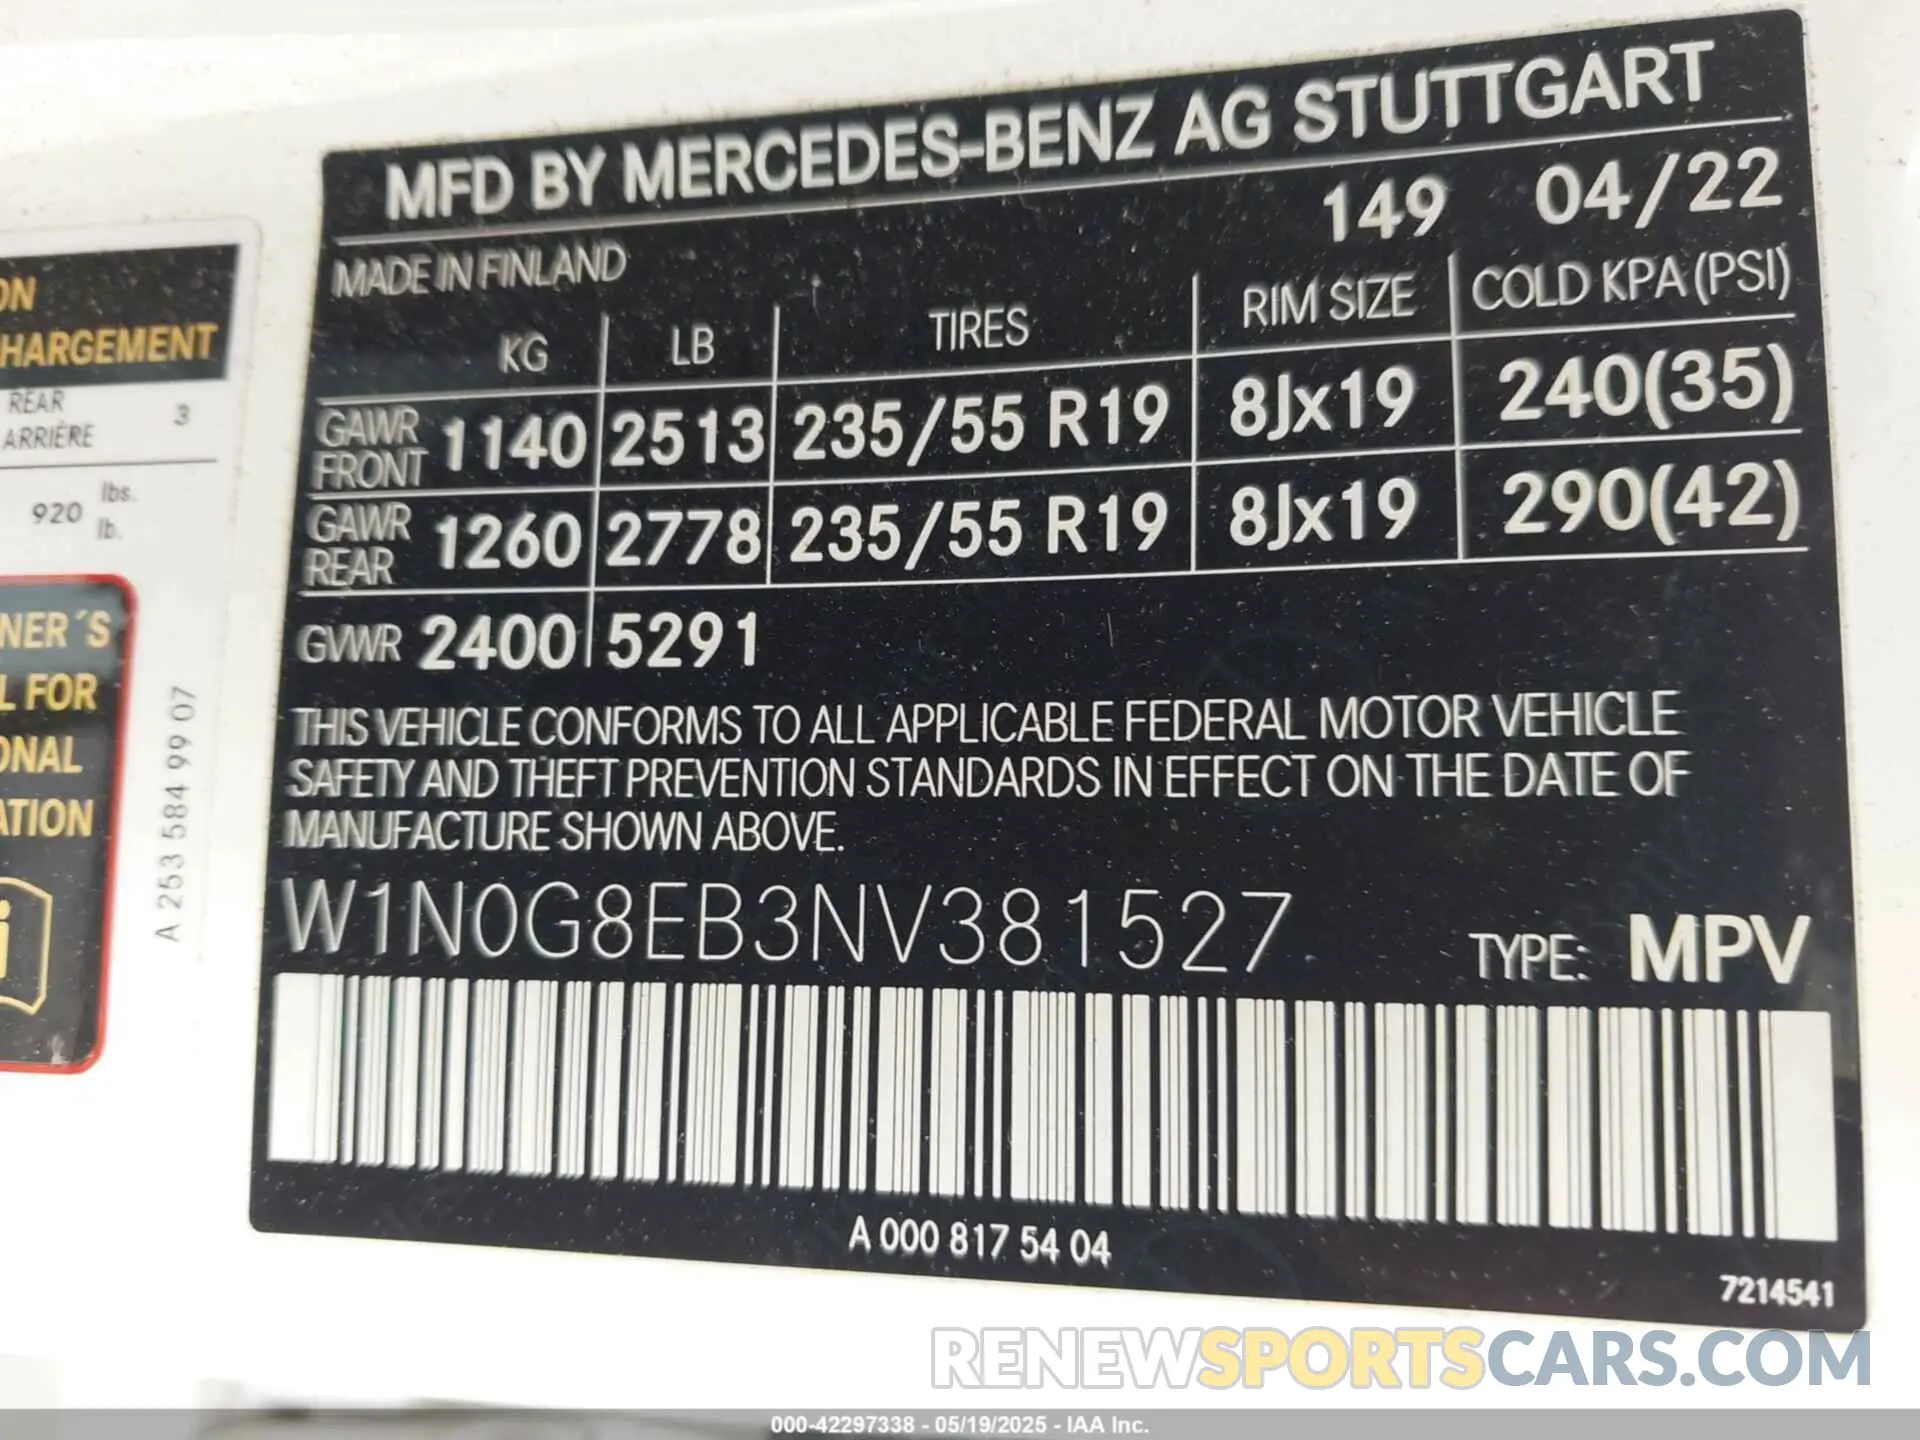 MFD BY MERCEDES-BENZ AG STUTTGART
149 04/22
MADE IN FINLAND
KG LB TIRES RIM SIZE COLD KPA (PSI)
GAWR FRONT 1140 2513 235/55 R19 8Jx19 240(35)
GAWR REAR 1260 2778 235/55 R19 8Jx19 290(42)
GVWR 2400 5291
THIS VEHICLE CONFORMS TO ALL APPLICABLE FEDERAL MOTOR VEHICLE
SAFETY AND THEFT PREVENTION STANDARDS IN EFFECT ON THE DATE OF
MANUFACTURE SHOWN ABOVE.
W1N0G8EB3NV381527 TYPE: MPV
A 000 817 54 04
7214541
ON
HARGEMENT
REAR
ARRIÈRE 3
920 lbs.
lb.
NER´S
L FOR
ONAL
ATION
A 253 584 99 07
RENEWSPORTSCARS.COM
000-42297338 - 05/19/2025 - IAA Inc.